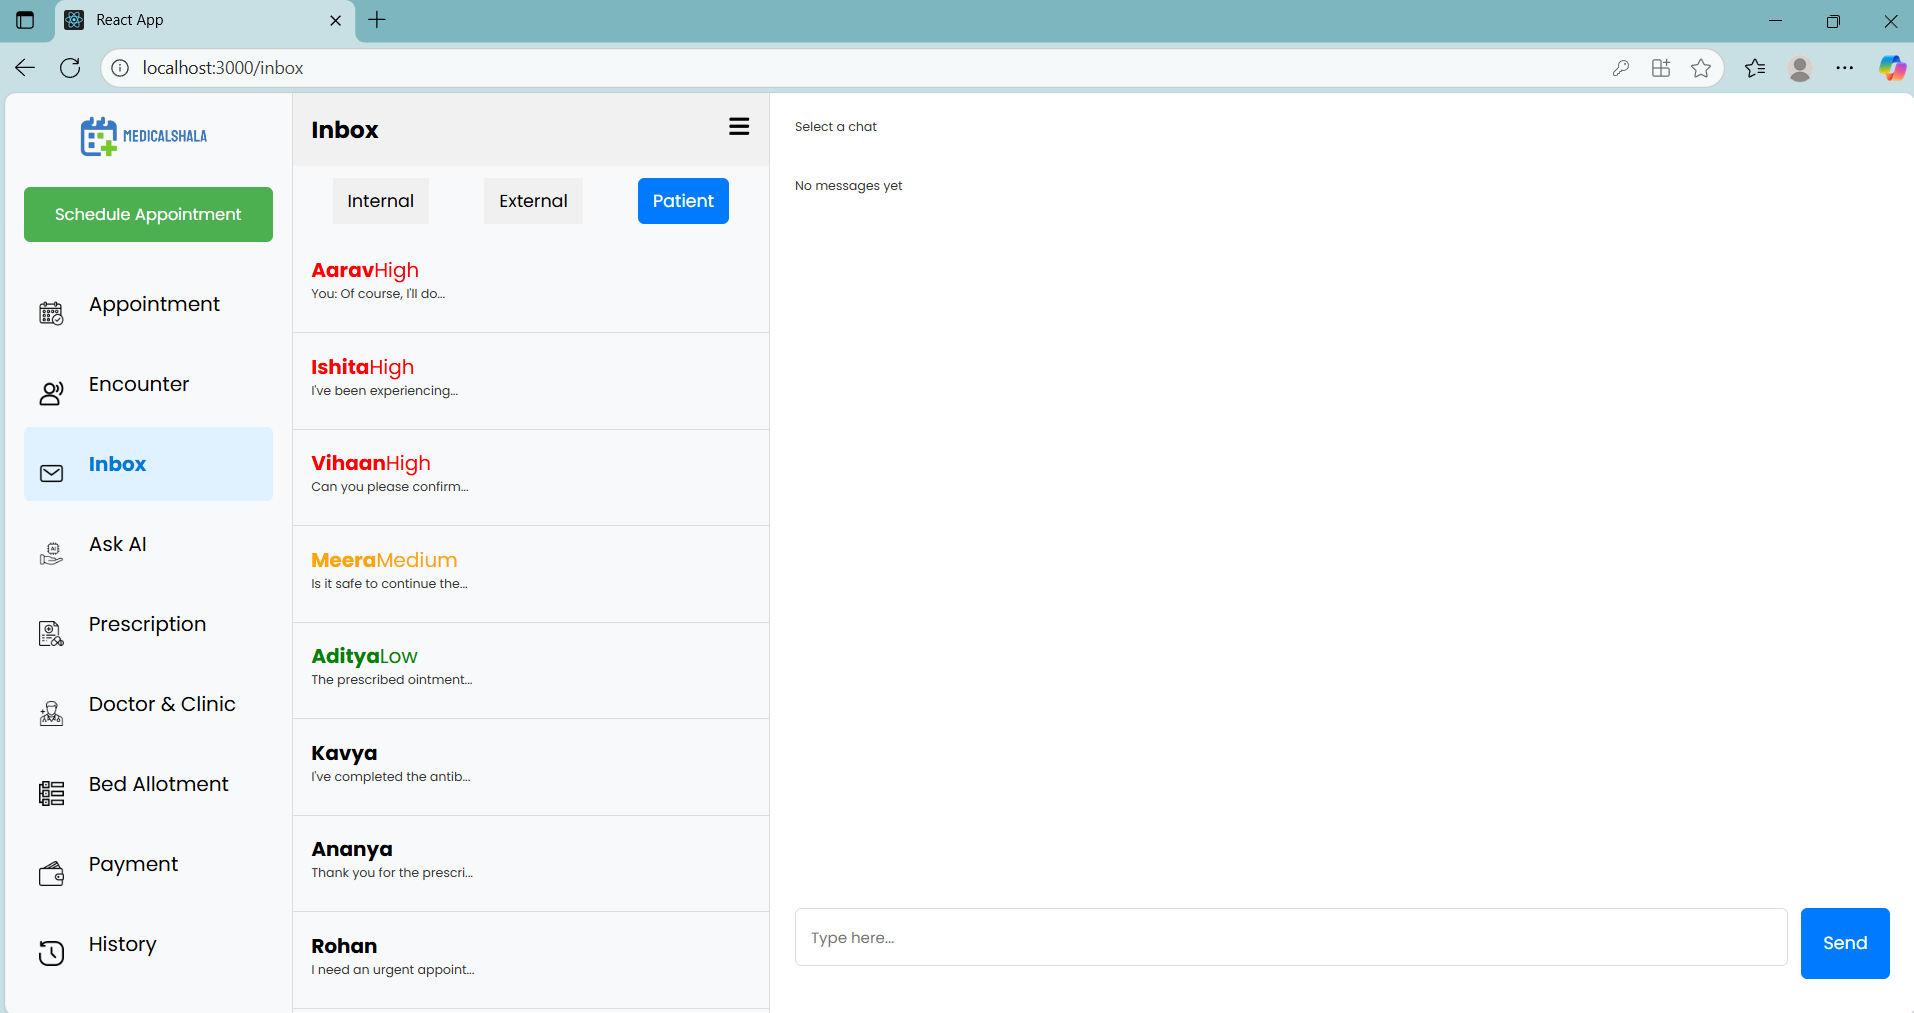 React App
localhost:3000/inbox
MEDICALSHALA
Schedule Appointment
Appointment
Encounter
Inbox
Ask AI
Prescription
Doctor & Clinic
Bed Allotment
Payment
History
Inbox
Internal External Patient
AaravHigh
You: Of course, I'll do...
IshitaHigh
I've been experiencing...
VihaanHigh
Can you please confirm...
MeeraMedium
Is it safe to continue the...
AdityaLow
The prescribed ointment...
Kavya
I've completed the antib...
Ananya
Thank you for the prescri...
Rohan
I need an urgent appoint...
Select a chat
No messages yet
Type here...
Send